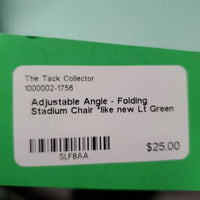 The Tack Collector
1000002-1756
Adjustable Angle - Folding
Stadium Chair *like new Lt Green
SLF8AA
$25.00